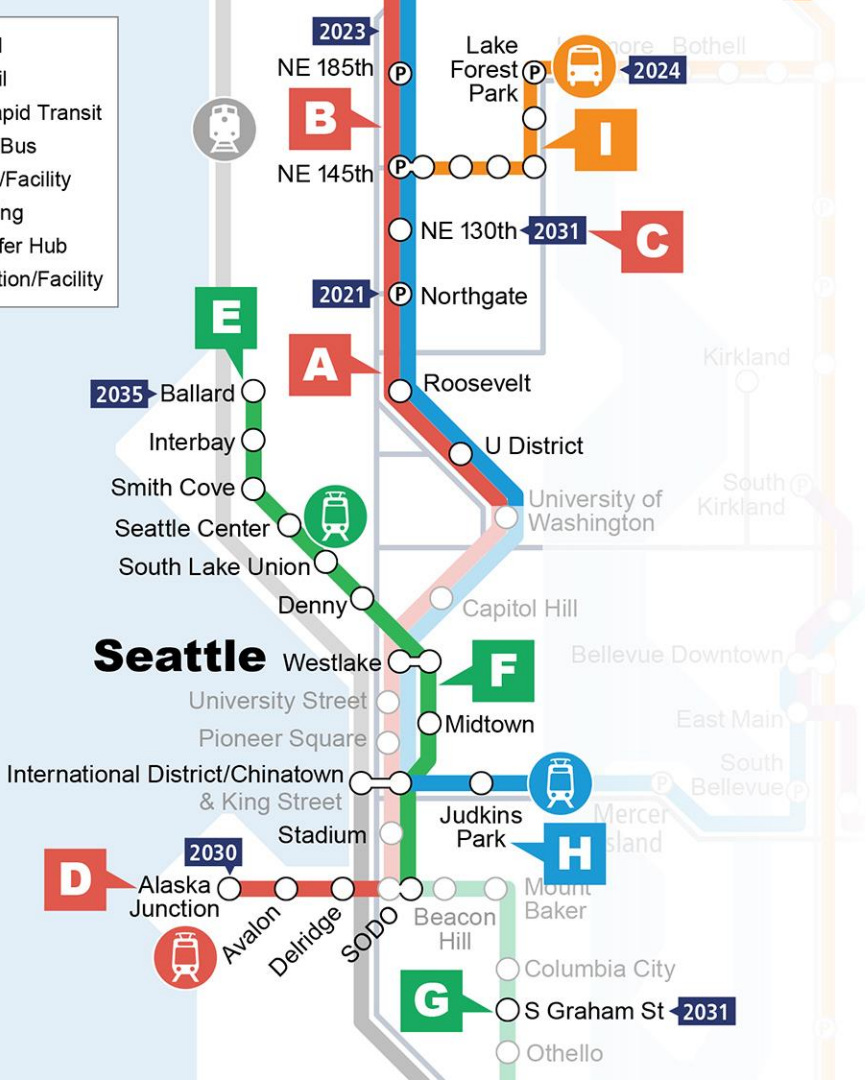 2023
NE 185th
P
Lake
Forest
Park
P
2024
Bothell
apid Transit
B
I
Bus
/Facility
NE 145th
P
ng
NE 130th
2031
C
fer Hub
tion/Facility
2021
P
Northgate
E
A
Kirkland
Roosevelt
2035
Ballard
Interbay
U District
Smith Cove
South
Kirkland
P
University of
Washington
Seattle Center
South Lake Union
Denny
Capitol Hill
Seattle
Westlake
F
Bellevue Downtown
University Street
Midtown
East Main
Pioneer Square
International District/Chinatown
& King Street
South
Bellevue
P
P
Judkins
Park
Mercer
Island
Stadium
H
2030
D
Alaska
Junction
Avalon
Delridge
SODO
Beacon
Hill
Mount
Baker
Columbia City
G
S Graham St
2031
Othello